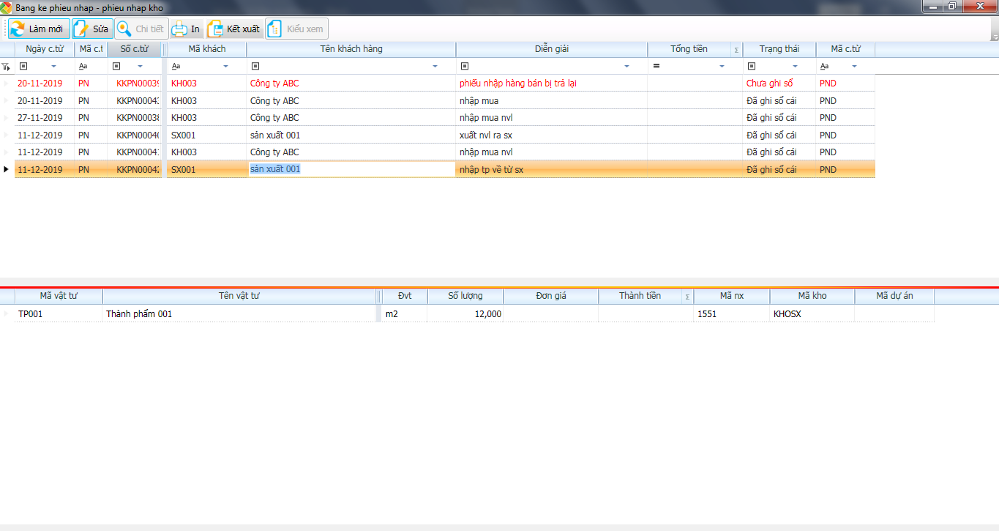 Bang ke phieu nhap - phieu nhap kho
Làm mới Sửa Chi tiết In Kết xuất Kiểu xem
Ngày c.từ Mã c.t Số c.từ Mã khách Tên khách hàng Diễn giải Tổng tiền Σ Trạng thái Mã c.từ
Aa Aa = Aa
20-11-2019 PN KKPN00039 KH003 Công ty ABC phiếu nhập hàng bán bị trả lại Chưa ghi sổ PND
20-11-2019 PN KKPN00043 KH003 Công ty ABC nhập mua Đã ghi sổ cái PND
27-11-2019 PN KKPN00038 KH003 Công ty ABC nhập mua nvl Đã ghi sổ cái PND
11-12-2019 PN KKPN00040 SX001 sản xuất 001 xuất nvl ra sx Đã ghi sổ cái PND
11-12-2019 PN KKPN00041 KH003 Công ty ABC nhập mua nvl Đã ghi sổ cái PND
11-12-2019 PN KKPN00042 SX001 sản xuất 001 nhập tp về từ sx Đã ghi sổ cái PND
Mã vật tư Tên vật tư Đvt Số lượng Đơn giá Thành tiền Σ Mã nx Mã kho Mã dự án
TP001 Thành phẩm 001 m2 12,000 1551 KHOSX